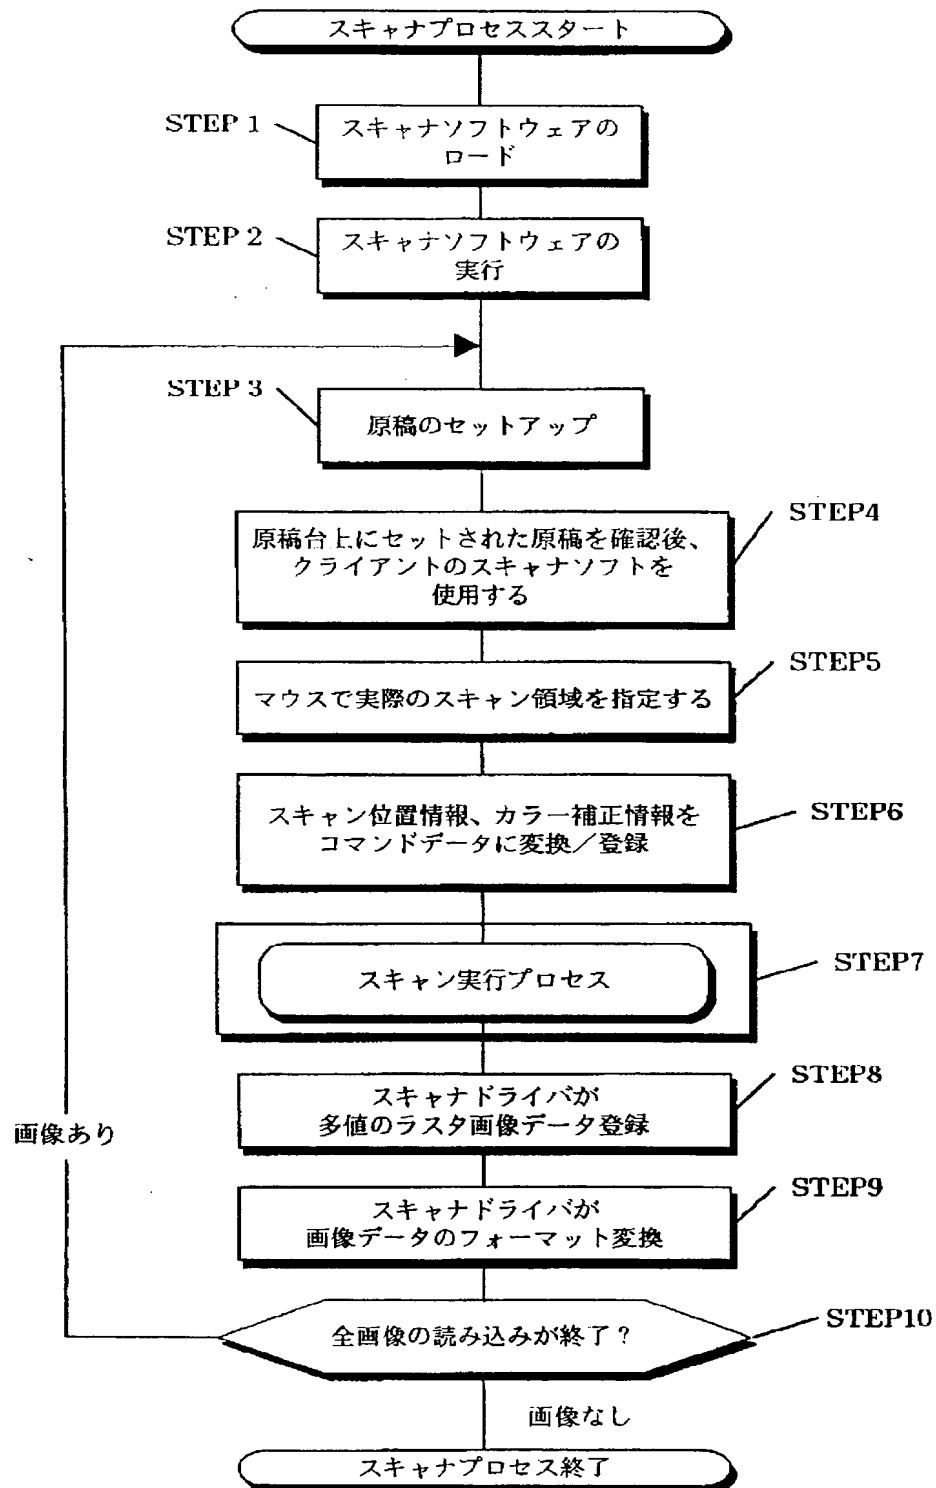 スキャナプロセススタート
STEP 1
スキャナソフトウェアの
ロード
STEP 2
スキャナソフトウェアの
実行
STEP 3
原稿のセットアップ
STEP4
原稿台上にセットされた原稿を確認後、
クライアントのスキャナソフトを
使用する
STEP5
マウスで実際のスキャン領域を指定する
STEP6
スキャン位置情報、カラー補正情報を
コマンドデータに変換／登録
STEP7
スキャン実行プロセス
STEP8
スキャナドライバが
多値のラスタ画像データ登録
画像あり
STEP9
スキャナドライバが
画像データのフォーマット変換
STEP10
全画像の読み込みが終了？
画像なし
スキャナプロセス終了